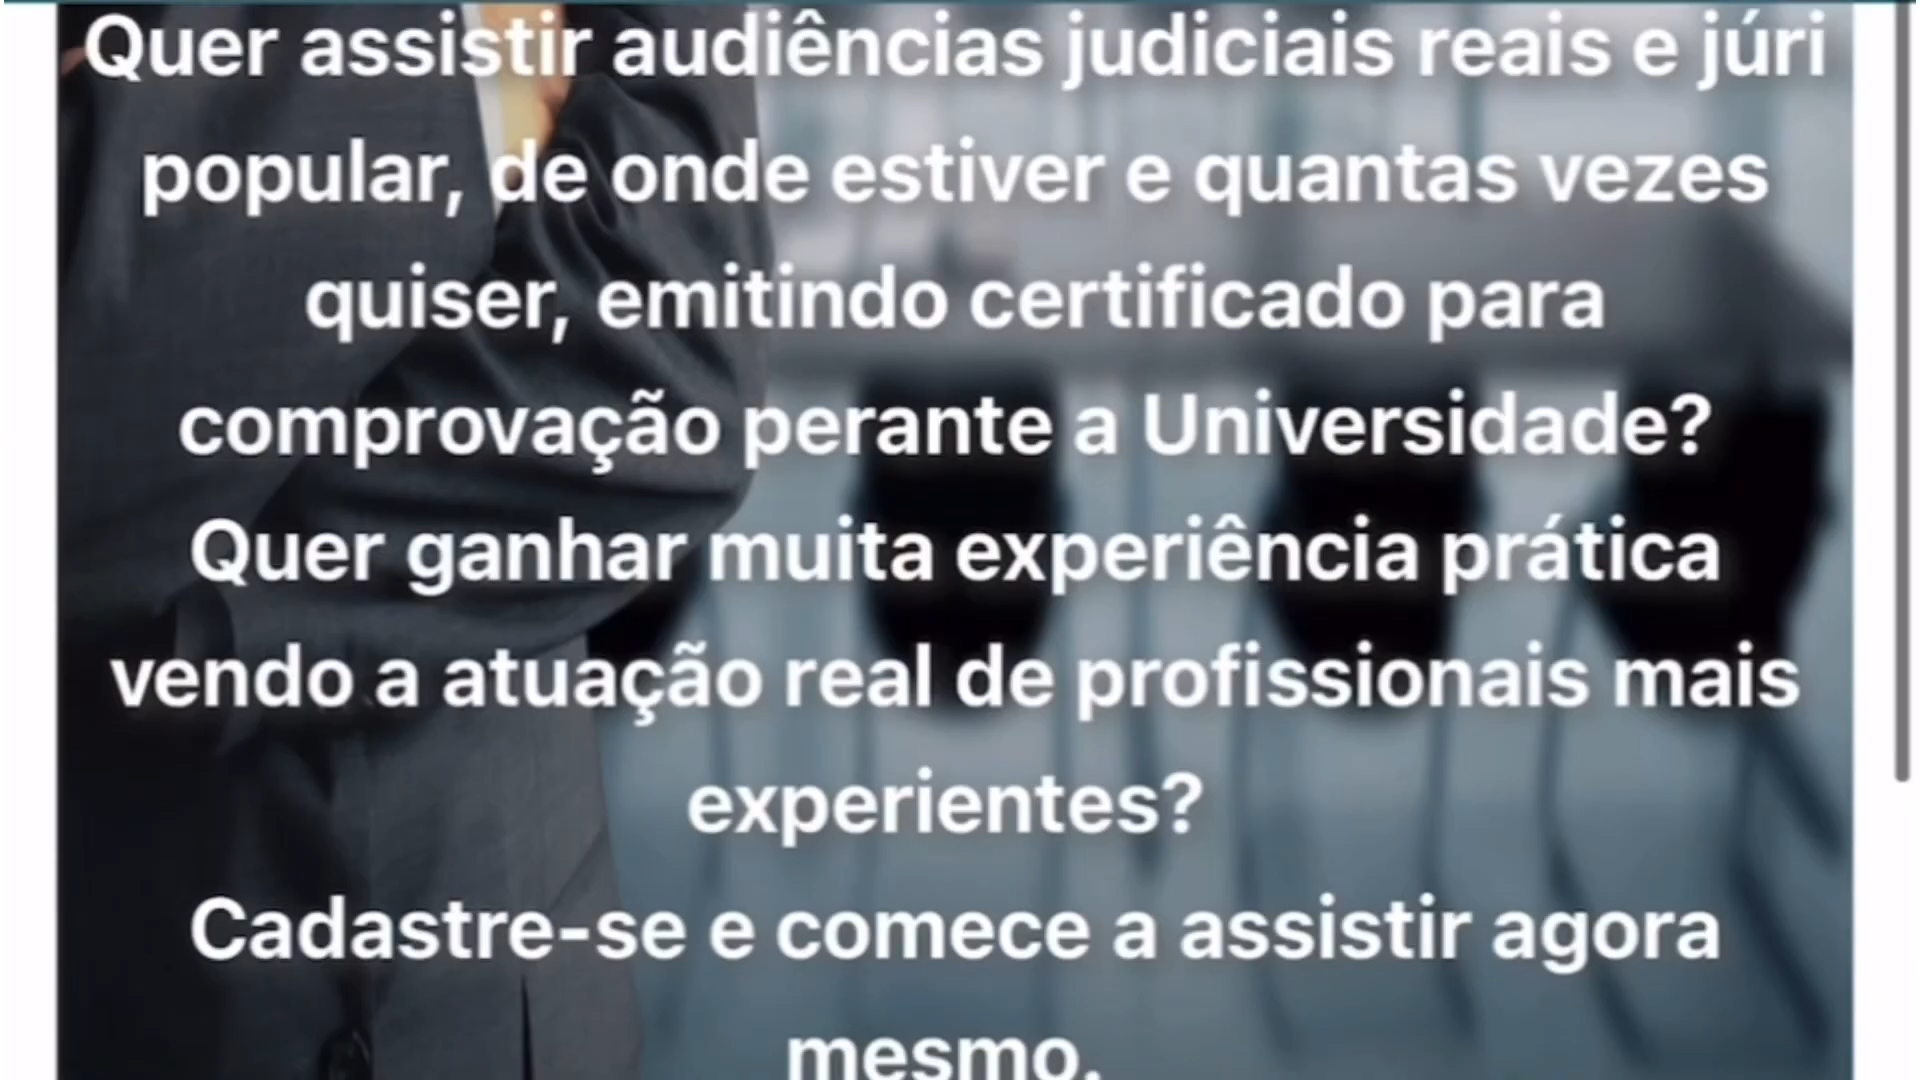 Quer assistir audiências judiciais reais e júri
popular, de onde estiver e quantas vezes
quiser, emitindo certificado para
comprovação perante a Universidade?
Quer ganhar muita experiência prática
vendo a atuação real de profissionais mais
experientes?
Cadastre-se e comece a assistir agora
mesmo.